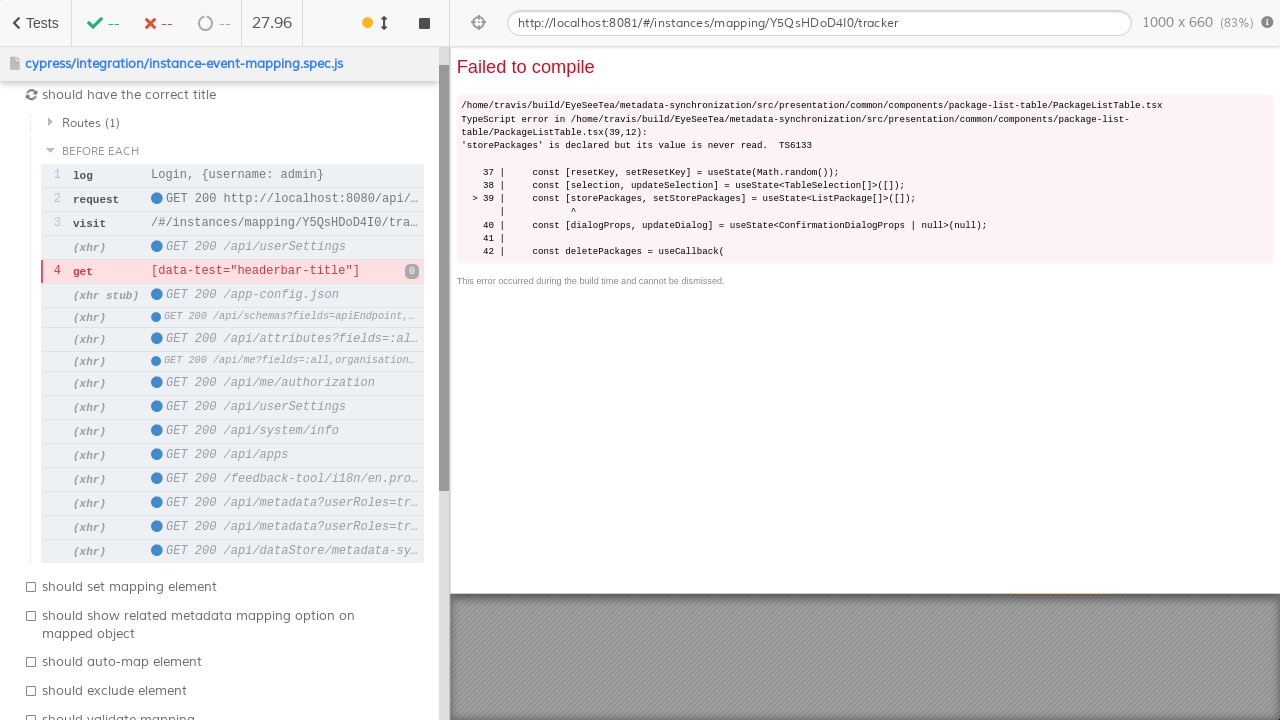 Tests
--
--
--
27.96
cypress/integration/instance-event-mapping.spec.js
should have the correct title
Routes (1)
BEFORE EACH
1 log Login, {username: admin}
2 request GET 200 http://localhost:8080/api/…
3 visit /#/instances/mapping/Y5QsHDoD4I0/tra…
(xhr) GET 200 /api/userSettings
4 get [data-test="headerbar-title"] 0
(xhr stub) GET 200 /app-config.json
(xhr) GET 200 /api/schemas?fields=apiEndpoint,…
(xhr) GET 200 /api/attributes?fields=:al…
(xhr) GET 200 /api/me?fields=:all,organisation…
(xhr) GET 200 /api/me/authorization
(xhr) GET 200 /api/userSettings
(xhr) GET 200 /api/system/info
(xhr) GET 200 /api/apps
(xhr) GET 200 /feedback-tool/i18n/en.pro…
(xhr) GET 200 /api/metadata?userRoles=tr…
(xhr) GET 200 /api/metadata?userRoles=tr…
(xhr) GET 200 /api/dataStore/metadata-sy…
should set mapping element
should show related metadata mapping option on
mapped object
should auto-map element
should exclude element
should validate mapping
http://localhost:8081/#/instances/mapping/Y5QsHDoD4I0/tracker
1000 x 660 (83%)
Failed to compile
/home/travis/build/EyeSeeTea/metadata-synchronization/src/presentation/common/components/package-list-table/PackageListTable.tsx
TypeScript error in /home/travis/build/EyeSeeTea/metadata-synchronization/src/presentation/common/components/package-list-
table/PackageListTable.tsx(39,12):
'storePackages' is declared but its value is never read.  TS6133
37 |     const [resetKey, setResetKey] = useState(Math.random());
38 |     const [selection, updateSelection] = useState<TableSelection[]>([]);
> 39 |     const [storePackages, setStorePackages] = useState<ListPackage[]>([]);
|            ^
40 |     const [dialogProps, updateDialog] = useState<ConfirmationDialogProps | null>(null);
41 |
42 |     const deletePackages = useCallback(
This error occurred during the build time and cannot be dismissed.